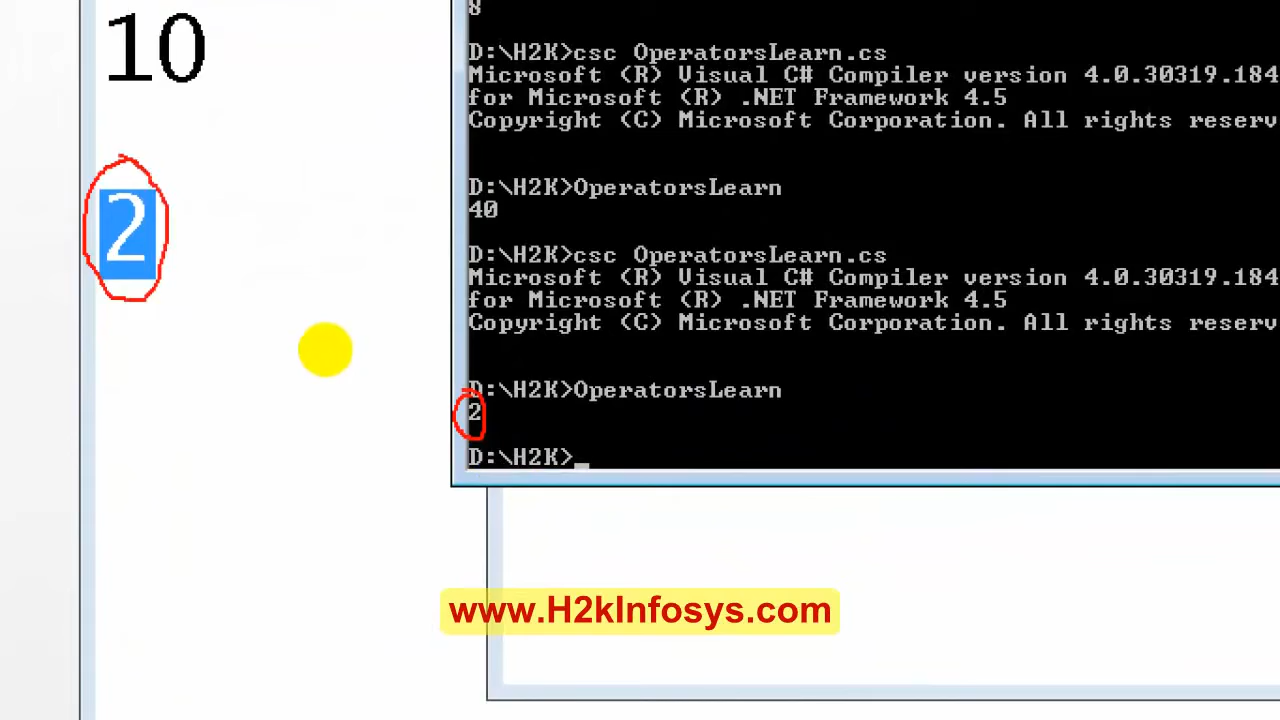 10
2
8
D:\H2K>csc OperatorsLearn.cs
Microsoft (R) Visual C# Compiler version 4.0.30319.184
for Microsoft (R) .NET Framework 4.5
Copyright (C) Microsoft Corporation. All rights reserv
D:\H2K>OperatorsLearn
40
D:\H2K>csc OperatorsLearn.cs
Microsoft (R) Visual C# Compiler version 4.0.30319.184
for Microsoft (R) .NET Framework 4.5
Copyright (C) Microsoft Corporation. All rights reserv
D:\H2K>OperatorsLearn
2
D:\H2K>_
www.H2kInfosys.com